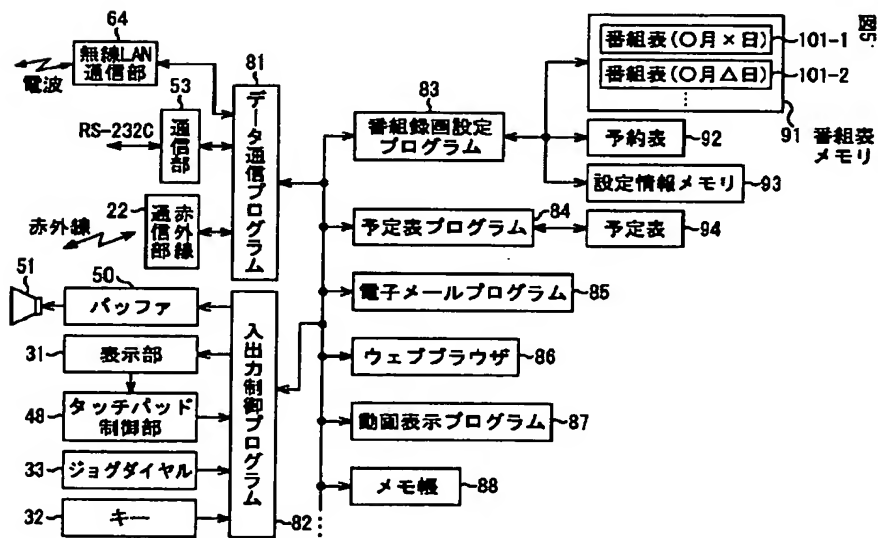 図5
64
無線LAN
通信部
電波
53
RS-232C
通信部
22
赤外線
赤外線
通信部
81
データ通信プログラム
51
50
バッファ
31
表示部
48
タッチパッド
制御部
33
ジョグダイヤル
32
キー
入出力制御プログラム
82
83
番組録画設定
プログラム
番組表(〇月×日)
101-1
番組表(〇月△日)
101-2
91 番組表
メモリ
予約表
92
設定情報メモリ
93
予定表プログラム
84
予定表
94
電子メールプログラム
85
ウェブブラウザ
86
動画表示プログラム
87
メモ帳
88